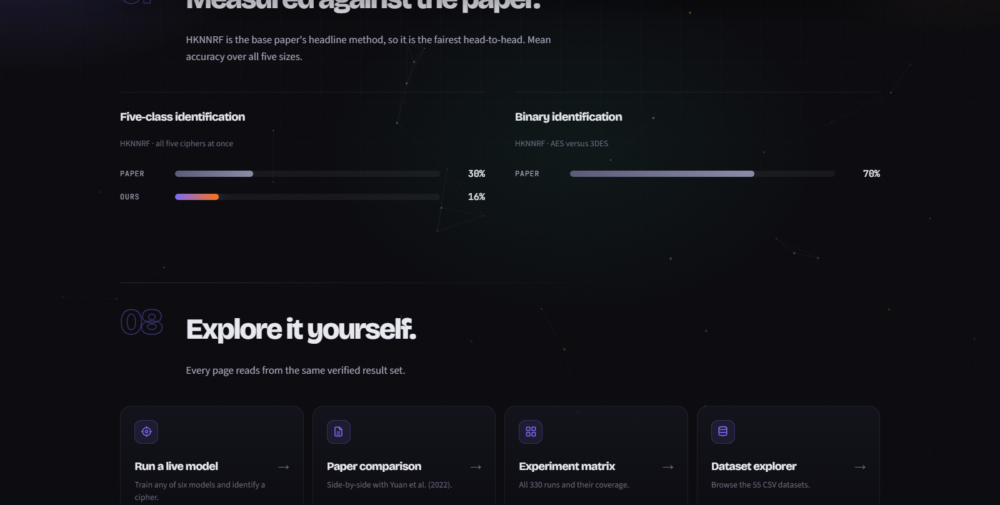 Measured against the paper.
HKNNRF is the base paper's headline method, so it is the fairest head-to-head. Mean
accuracy over all five sizes.
Five-class identification
HKNNRF · all five ciphers at once
PAPER 30%
OURS 16%
Binary identification
HKNNRF · AES versus 3DES
PAPER 70%
08
Explore it yourself.
Every page reads from the same verified result set.
Run a live model →
Train any of six models and identify a
cipher.
Paper comparison →
Side-by-side with Yuan et al. (2022).
Experiment matrix →
All 330 runs and their coverage.
Dataset explorer →
Browse the 55 CSV datasets.